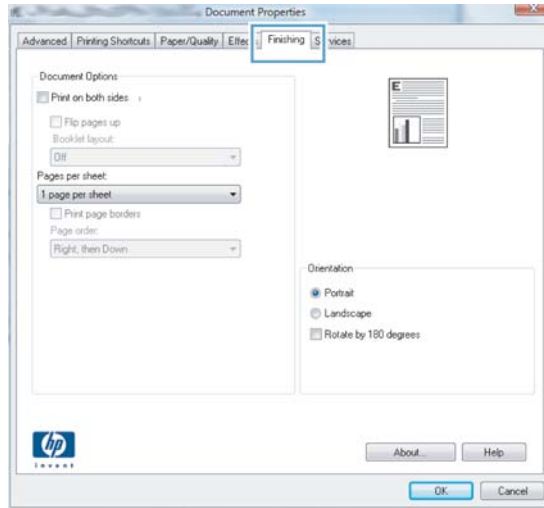 Document Properties
Advanced Printing Shortcuts Paper/Quality Finishing
Document Options
Print on both sides
Flip pages up
Booklet layout:
Off
Pages per sheet:
1 page per sheet
Print page borders
Page order:
Right, then Down
E
Orientation
Portrait
Landscape
Rotate by 180 degrees
hp
invent
About... Help
OK Cancel